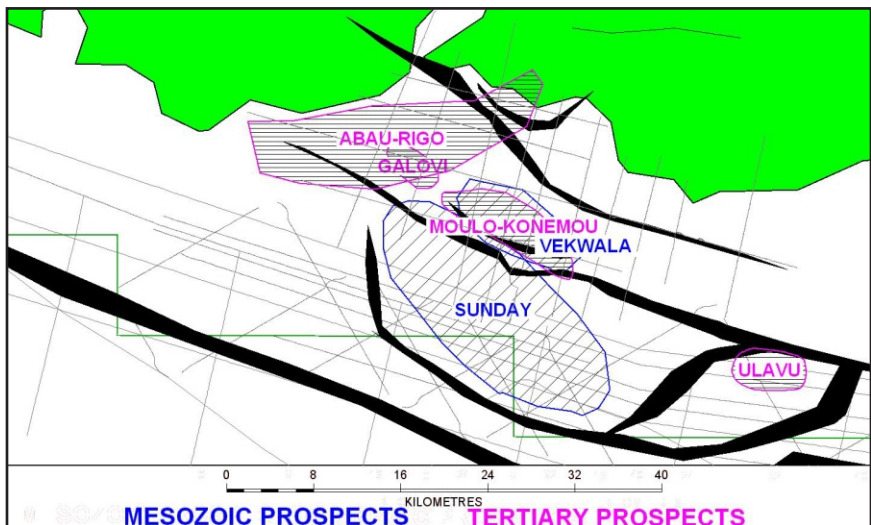 ABAU-RIGO
GALOVI
MOULO-KONEMOU
VEKWALA
SUNDAY
ULAVU
0 8 16 24 32 40
KILOMETRES
MESOZOIC PROSPECTS TERTIARY PROSPECTS